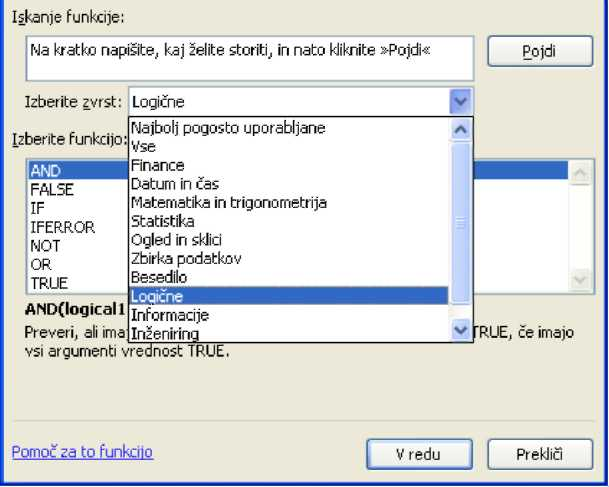 Iskanje funkcije:
Na kratko napišite, kaj želite storiti, in nato kliknite »Pojdi«
Pojdi
Izberite zvrst: Logične
Najbolj pogosto uporabljane
Vse
Finance
Datum in čas
Matematika in trigonometrija
Statistika
Ogled in sklici
Zbirka podatkov
Besedilo
Logične
Informacije
Inženiring
Izberite funkcijo:
AND
FALSE
IF
IFERROR
NOT
OR
TRUE
AND(logical1
Preveri, ali ima TRUE, če imajo
vsi argumenti vrednost TRUE.
Pomoč za to funkcijo
V redu
Prekliči